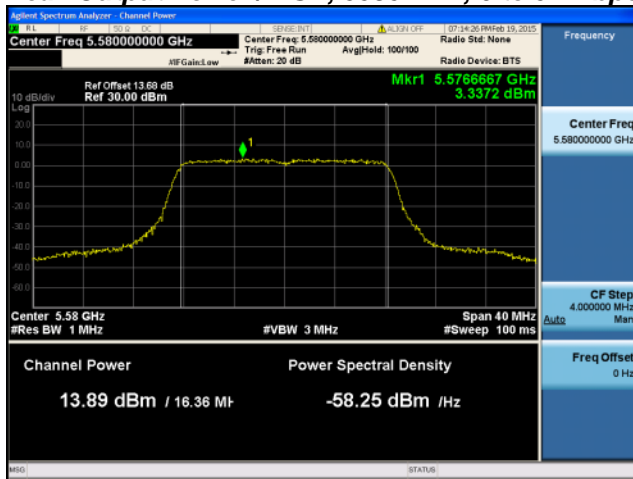 Agilent Spectrum Analyzer - Channel Power
RL RF 50 Ω DC SENSE:INT ALIGN OFF 07:14:26 PM Feb 19, 2015
Center Freq 5.580000000 GHz
Center Freq: 5.580000000 GHz
Radio Std: None
Trig: Free Run Avg|Hold: 100/100
#IFGain:Low #Atten: 20 dB Radio Device: BTS
Frequency
Mkr1 5.5766667 GHz
3.3372 dBm
Ref Offset 13.68 dB
10 dB/div Ref 30.00 dBm
Log
20.0
10.0
0.00
-10.0
-20.0
-30.0
-40.0
-50.0
-60.0
1
Center Freq
5.580000000 GHz
Center 5.58 GHz Span 40 MHz
#Res BW 1 MHz #VBW 3 MHz #Sweep 100 ms
CF Step
4.000000 MHz
Auto Man
Channel Power Power Spectral Density
13.89 dBm / 16.36 MH -58.25 dBm /Hz
Freq Offset
0 Hz
MSG STATUS